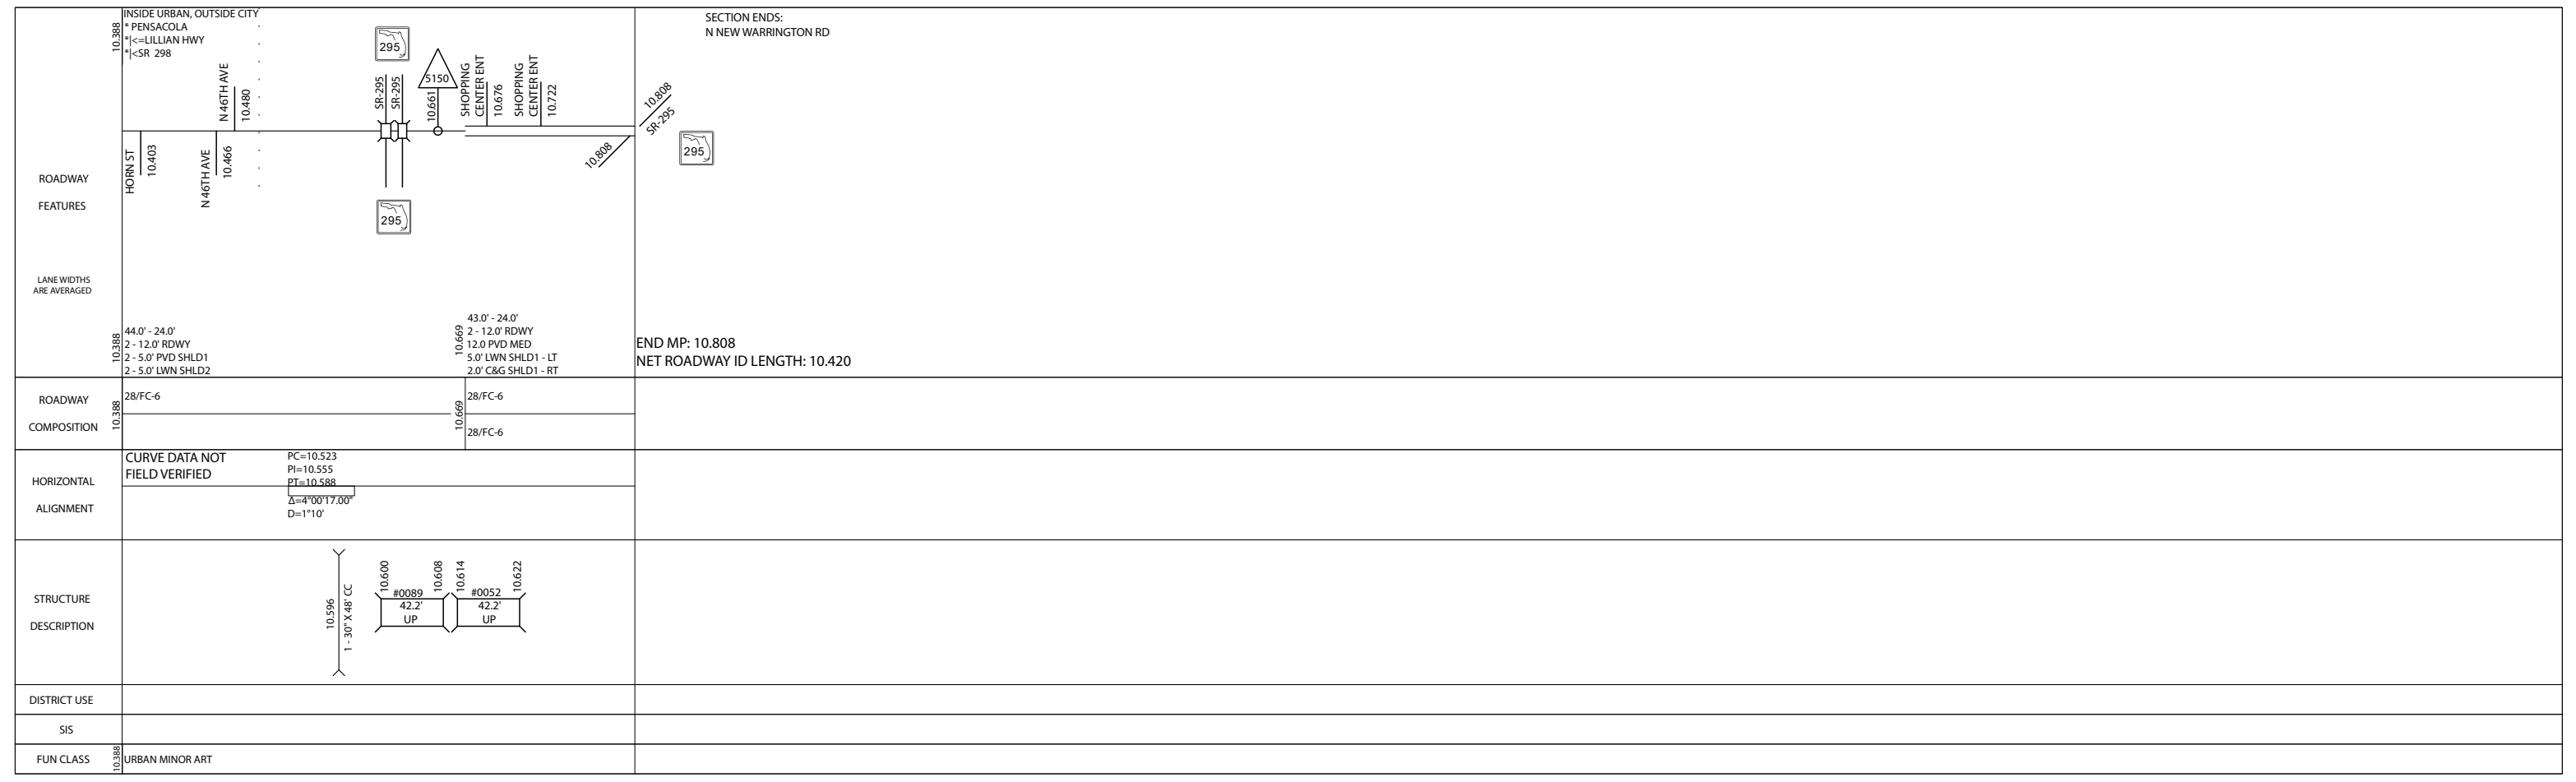 INSIDE URBAN, OUTSIDE CITY
* PENSACOLA
*|<=LILLIAN HWY
*|<SR 298
10.388
SECTION ENDS:
N NEW WARRINGTON RD
295
N 46TH AVE
10.480
SR-295
SR-295
5150
10.661
SHOPPING
CENTER ENT
10.676
SHOPPING
CENTER ENT
10.722
10.808
SR-295
295
HORN ST
10.403
N 46TH AVE
10.466
10.808
295
ROADWAY
FEATURES
LANE WIDTHS
ARE AVERAGED
10.388
44.0' - 24.0'
2 - 12.0' RDWY
2 - 5.0' PVD SHLD1
2 - 5.0' LWN SHLD2
10.669
43.0' - 24.0'
2 - 12.0' RDWY
12.0 PVD MED
5.0' LWN SHLD1 - LT
2.0' C&G SHLD1 - RT
END MP: 10.808
NET ROADWAY ID LENGTH: 10.420
ROADWAY
COMPOSITION
10.388
28/FC-6
10.669
28/FC-6
28/FC-6
HORIZONTAL
ALIGNMENT
CURVE DATA NOT
FIELD VERIFIED
PC=10.523
PI=10.555
PT=10.588
Δ=4°00'17.00"
D=1°10'
STRUCTURE
DESCRIPTION
10.596
1 - 30" X 48' CC
10.600
10.608
#0089
42.2'
UP
10.614
10.622
#0052
42.2'
UP
DISTRICT USE
SIS
FUN CLASS
10.388
URBAN MINOR ART